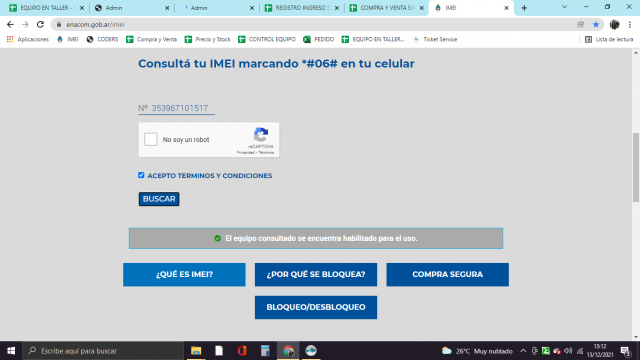 EQUIPO EN TALLER -
Admin
Admin
REGISTRO INGRESO S
COMPRA Y VENTA SW
IMEI
enacom.gob.ar/imei
Aplicaciones
IMEI
CODERS
Compra y Venta
Precio y Stock
CONTROL EQUIPO
PEDIDO
EQUIPO EN TALLER...
Ticket Service
Lista de lectura
Consultá tu IMEI marcando *#06# en tu celular
Nº 353967101517
No soy un robot
reCAPTCHA
Privacidad - Términos
ACEPTO TERMINOS Y CONDICIONES
BUSCAR
El equipo consultado se encuentra habilitado para el uso.
¿QUÉ ES IMEI?
¿POR QUÉ SE BLOQUEA?
COMPRA SEGURA
BLOQUEO/DESBLOQUEO
Escribe aquí para buscar
26°C Muy nublado
13:12
13/12/2021